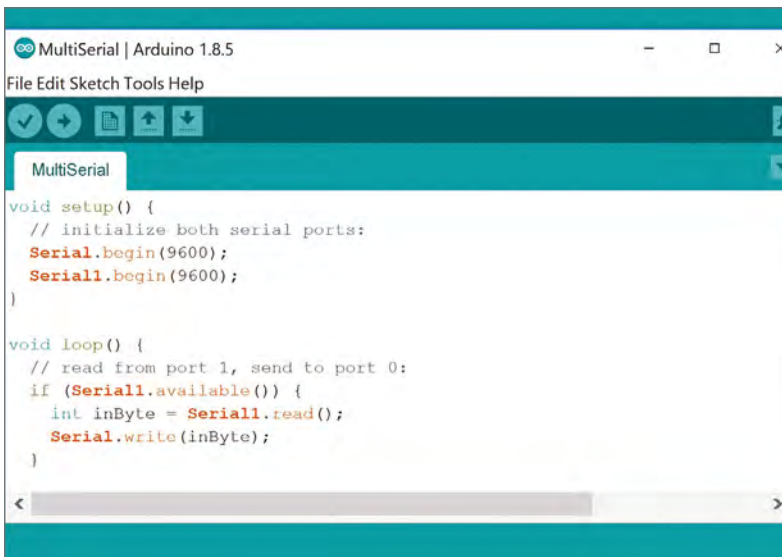 MultiSerial | Arduino 1.8.5
File Edit Sketch Tools Help
MultiSerial
void setup() {
  // initialize both serial ports:
  Serial.begin(9600);
  Serial1.begin(9600);
}
void loop() {
  // read from port 1, send to port 0:
  if (Serial1.available()) {
    int inByte = Serial1.read();
    Serial.write(inByte);
  }